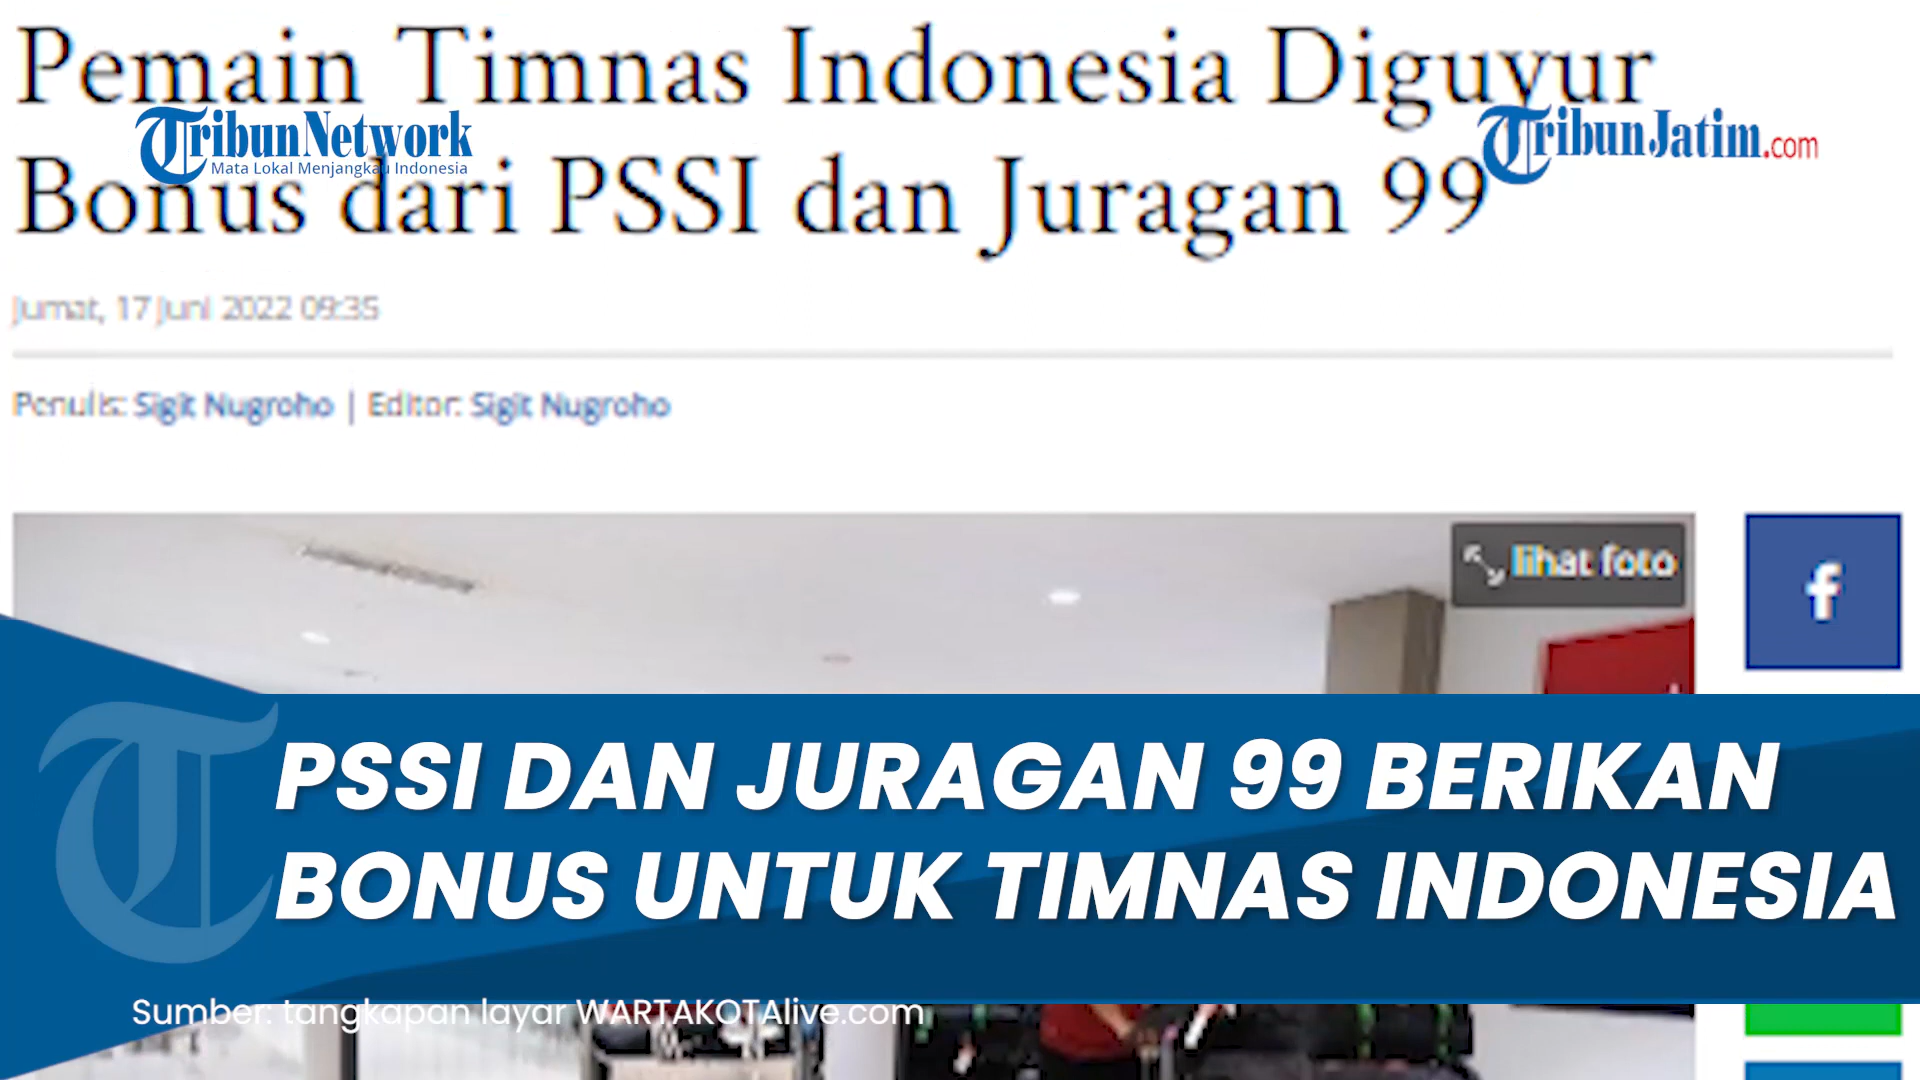 Pemain Timnas Indonesia Diguyur
TribunNetwork
Mata Lokal Menjangkau Indonesia
TribunJatim.com
Bonus dari PSSI dan Juragan 99
Jumat, 17 Juni 2022 09:35
Penulis: Sigit Nugroho | Editor: Sigit Nugroho
lihat foto
f
PSSI DAN JURAGAN 99 BERIKAN
BONUS UNTUK TIMNAS INDONESIA
Sumber: tangkapan layar WARTAKOTAlive.com